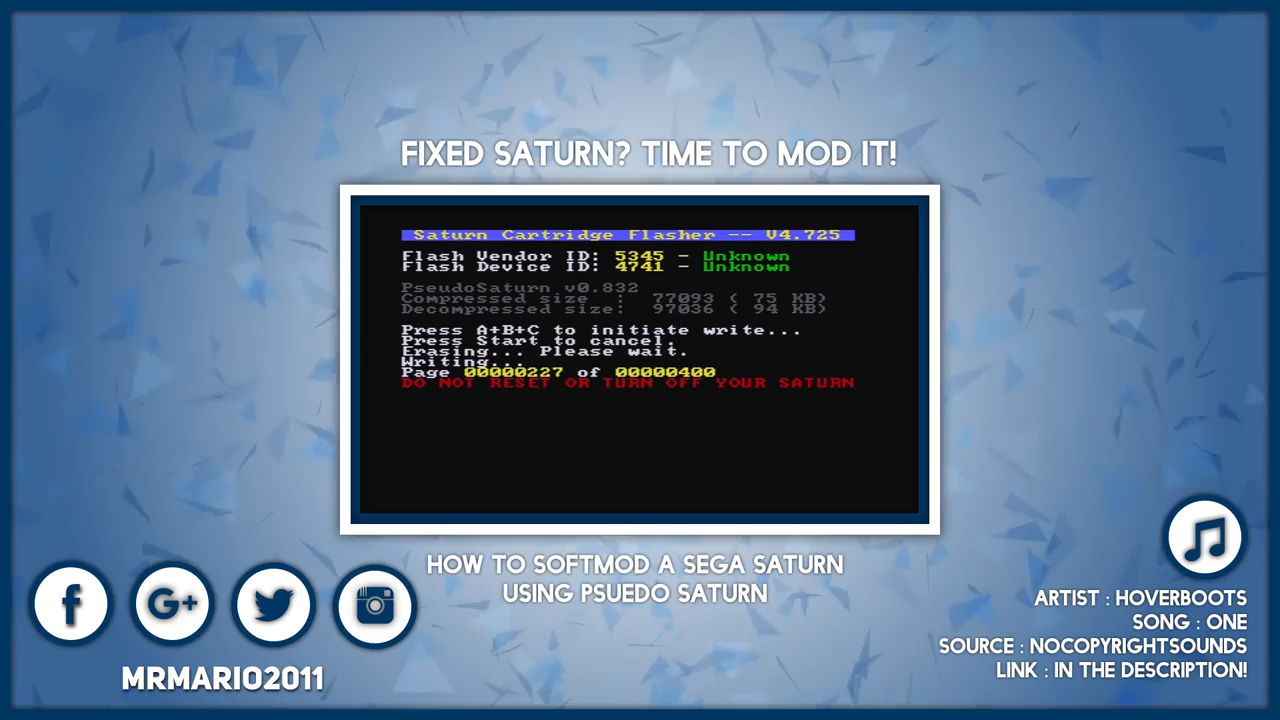 FIXED SATURN? TIME TO MOD IT!
Saturn Cartridge Flasher -- V4.725
Flash Vendor ID: 5345 - Unknown
Flash Device ID: 4741 - Unknown
PseudoSaturn v0.832
Compressed size  :  77093 ( 75 KB)
Decompressed size:  97036 ( 94 KB)
Press A+B+C to initiate write...
Press Start to cancel.
Erasing... Please wait.
Writing...
Page 00000227 of 00000400
DO NOT RESET OR TURN OFF YOUR SATURN
HOW TO SOFTMOD A SEGA SATURN
USING PSUEDO SATURN
f G+
MRMARIO2011
ARTIST : HOVERBOOTS
SONG : ONE
SOURCE : NOCOPYRIGHTSOUNDS
LINK : IN THE DESCRIPTION!